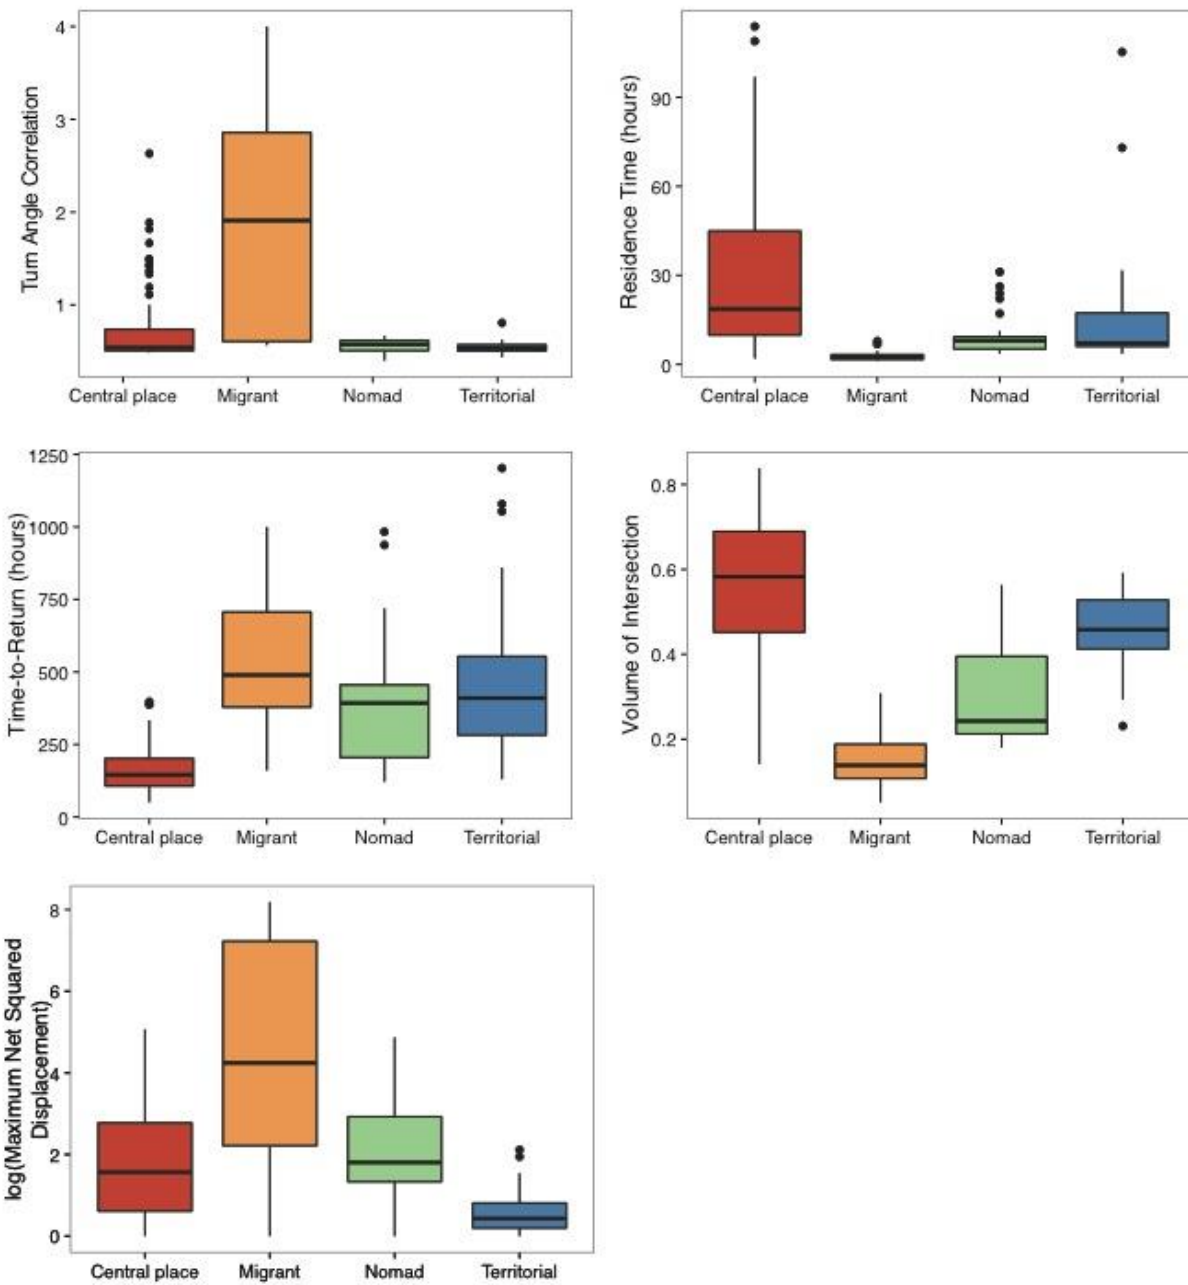 Turn Angle Correlation
4
3
2
1
Central place Migrant Nomad Territorial
Residence Time (hours)
90
60
30
0
Central place Migrant Nomad Territorial
Time-to-Return (hours)
1250
1000
750
500
250
0
Central place Migrant Nomad Territorial
Volume of Intersection
0.8
0.6
0.4
0.2
Central place Migrant Nomad Territorial
log(Maximum Net Squared
Displacement)
8
6
4
2
0
Central place Migrant Nomad Territorial